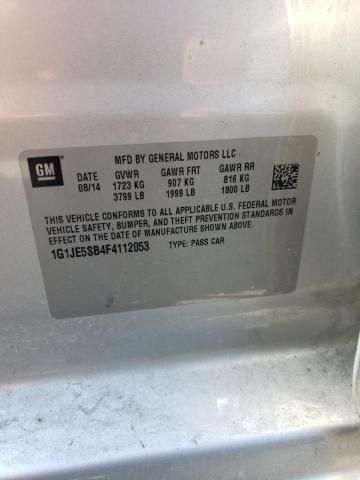 GM
MFD BY GENERAL MOTORS LLC
DATE GVWR GAWR FRT GAWR RR
08/14 1723 KG 907 KG 816 KG
3799 LB 1999 LB 1800 LB
THIS VEHICLE CONFORMS TO ALL APPLICABLE U.S. FEDERAL MOTOR
VEHICLE SAFETY, BUMPER, AND THEFT PREVENTION STANDARDS IN
EFFECT ON THE DATE OF MANUFACTURE SHOWN ABOVE.
1G1JE5SB4F4112053 TYPE: PASS CAR